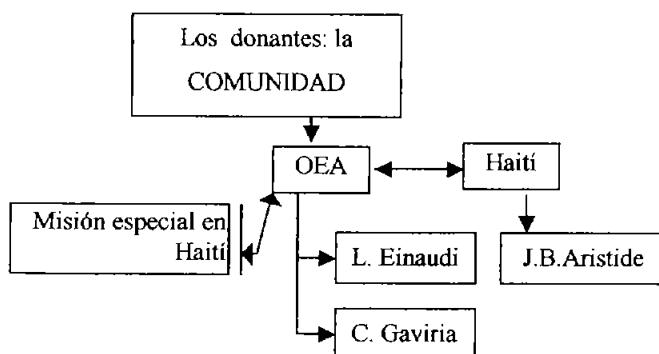 Los donantes: la
COMUNIDAD
OEA
Haití
Misión especial en
Haití
L. Einaudi
J.B.Aristide
C. Gaviria